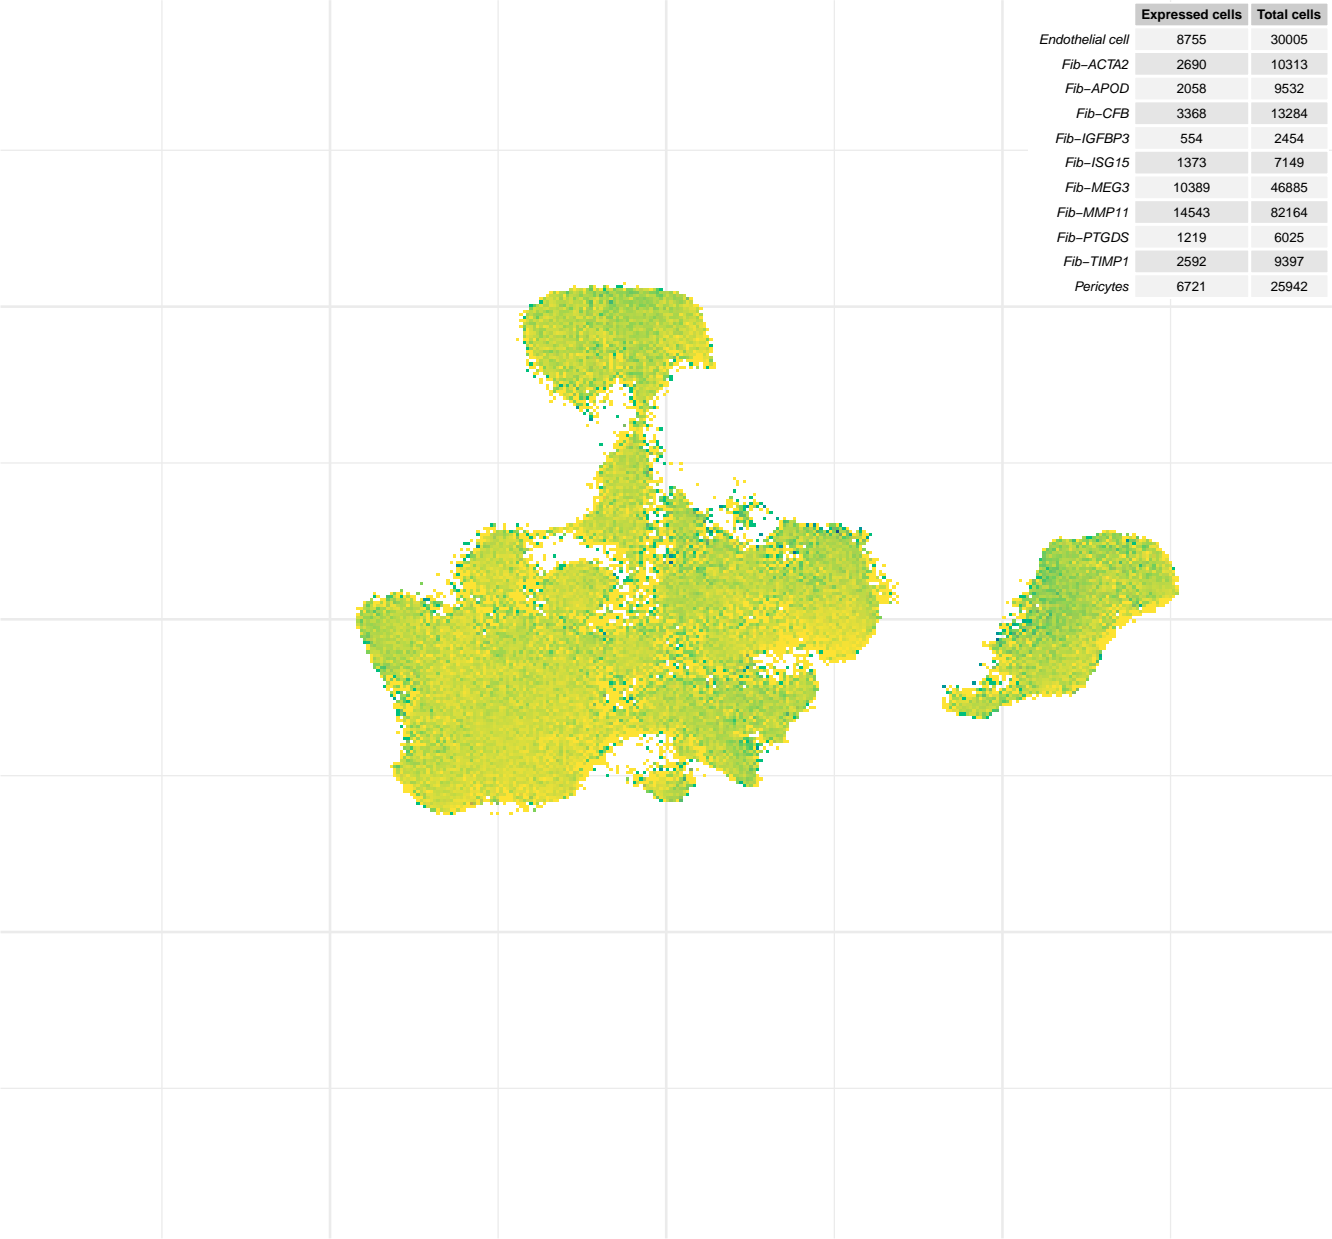 Expressed cells Total cells
Endothelial cell 8755 30005
Fib−ACTA2 2690 10313
Fib−APOD 2058 9532
Fib−CFB 3368 13284
Fib−IGFBP3 554 2454
Fib−ISG15 1373 7149
Fib−MEG3 10389 46885
Fib−MMP11 14543 82164
Fib−PTGDS 1219 6025
Fib−TIMP1 2592 9397
Pericytes 6721 25942